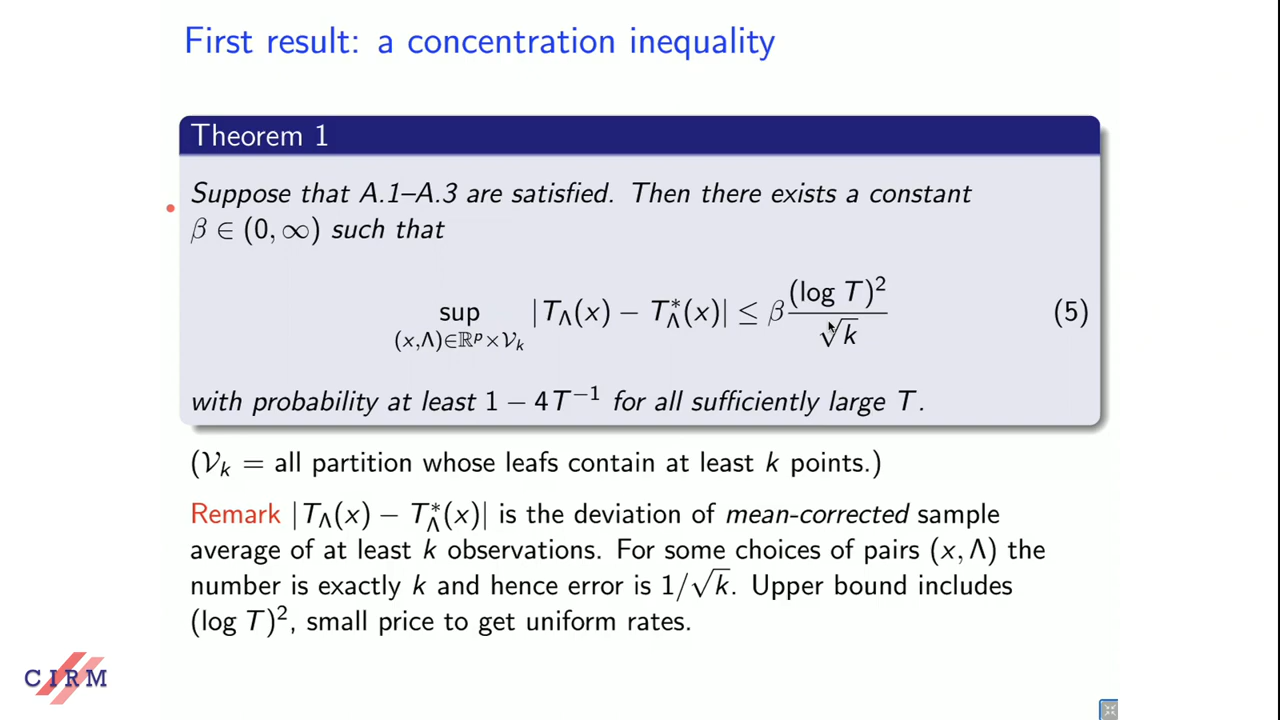 First result: a concentration inequality
Theorem 1
Suppose that A.1–A.3 are satisfied. Then there exists a constant
β ∈ (0, ∞) such that
sup_{(x,Λ)∈ℝ^p×𝒱_k} |T_Λ(x) − T*_Λ(x)| ≤ β (log T)² / √k (5)
with probability at least 1 − 4T⁻¹ for all sufficiently large T.
(𝒱_k = all partition whose leafs contain at least k points.)
Remark |T_Λ(x) − T*_Λ(x)| is the deviation of mean-corrected sample
average of at least k observations. For some choices of pairs (x, Λ) the
number is exactly k and hence error is 1/√k. Upper bound includes
(log T)², small price to get uniform rates.
CIRM